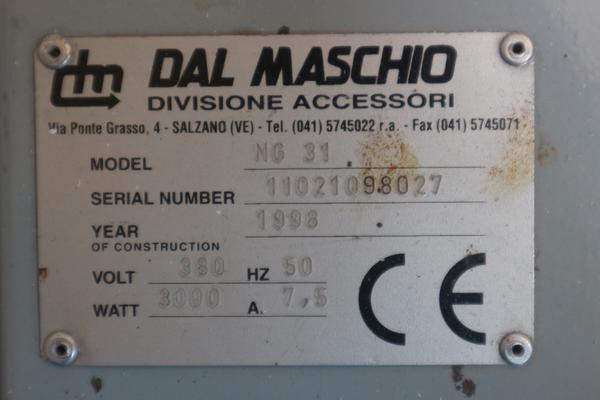 dm DAL MASCHIO
DIVISIONE ACCESSORI
Via Ponte Grasso, 4 - SALZANO (VE) - Tel. (041) 5745022 r.a. - Fax (041) 5745071
MODEL MG 31
SERIAL NUMBER 11021098027
YEAR 1998
OF CONSTRUCTION
VOLT 380 HZ 50
WATT 3000 A. 7,5
CE